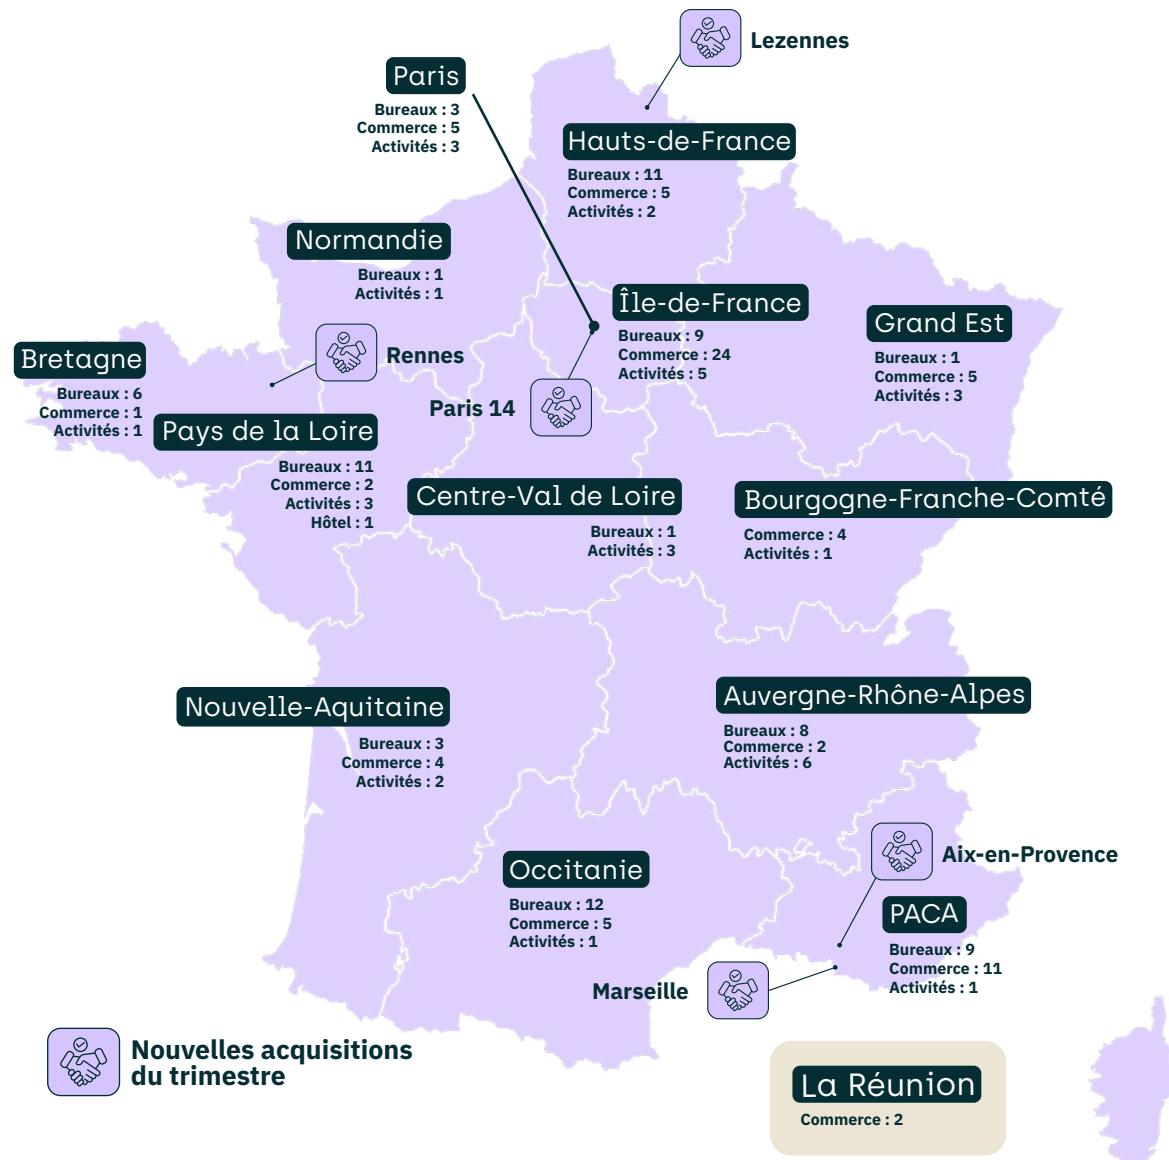 Lezennes
Paris
Bureaux : 3
Commerce : 5
Activités : 3
Hauts-de-France
Bureaux : 11
Commerce : 5
Activités : 2
Normandie
Bureaux : 1
Activités : 1
Île-de-France
Bureaux : 9
Commerce : 24
Activités : 5
Grand Est
Bureaux : 1
Commerce : 5
Activités : 3
Bretagne
Bureaux : 6
Commerce : 1
Activités : 1
Rennes
Paris 14
Pays de la Loire
Bureaux : 11
Commerce : 2
Activités : 3
Hôtel : 1
Centre-Val de Loire
Bureaux : 1
Activités : 3
Bourgogne-Franche-Comté
Commerce : 4
Activités : 1
Nouvelle-Aquitaine
Bureaux : 3
Commerce : 4
Activités : 2
Auvergne-Rhône-Alpes
Bureaux : 8
Commerce : 2
Activités : 6
Aix-en-Provence
Occitanie
Bureaux : 12
Commerce : 5
Activités : 1
PACA
Bureaux : 9
Commerce : 11
Activités : 1
Marseille
Nouvelles acquisitions
du trimestre
La Réunion
Commerce : 2